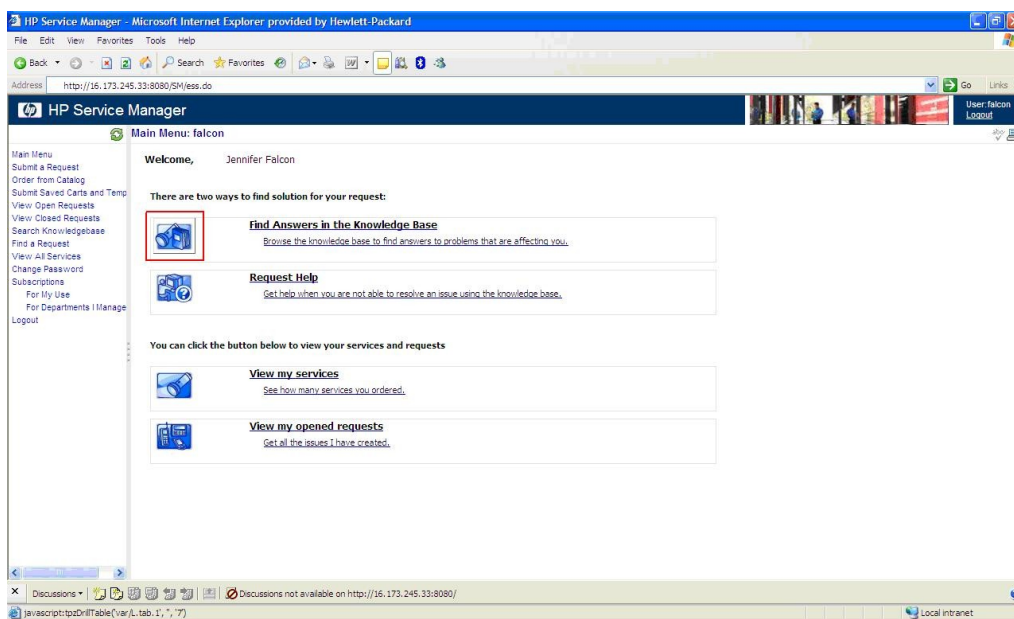 HP Service Manager - Microsoft Internet Explorer provided by Hewlett-Packard
File Edit View Favorites Tools Help
Back Search Favorites
Address http://16.173.245.33:8080/SM/ess.do Go Links
hp HP Service Manager
User:falcon
Logout
Main Menu: falcon
abc
Main Menu
Submit a Request
Order from Catalog
Submit Saved Carts and Temp
View Open Requests
View Closed Requests
Search Knowledgebase
Find a Request
View All Services
Change Password
Subscriptions
For My Use
For Departments I Manage
Logout
Welcome, Jennifer Falcon
There are two ways to find solution for your request:
Find Answers in the Knowledge Base
Browse the knowledge base to find answers to problems that are affecting you.
Request Help
Get help when you are not able to resolve an issue using the knowledge base.
You can click the button below to view your services and requests
View my services
See how many services you ordered.
View my opened requests
Get all the issues I have created.
Discussions Discussions not available on http://16.173.245.33:8080/
javascript:tpzDrillTable('var/L.tab.1', '', '7') Local intranet